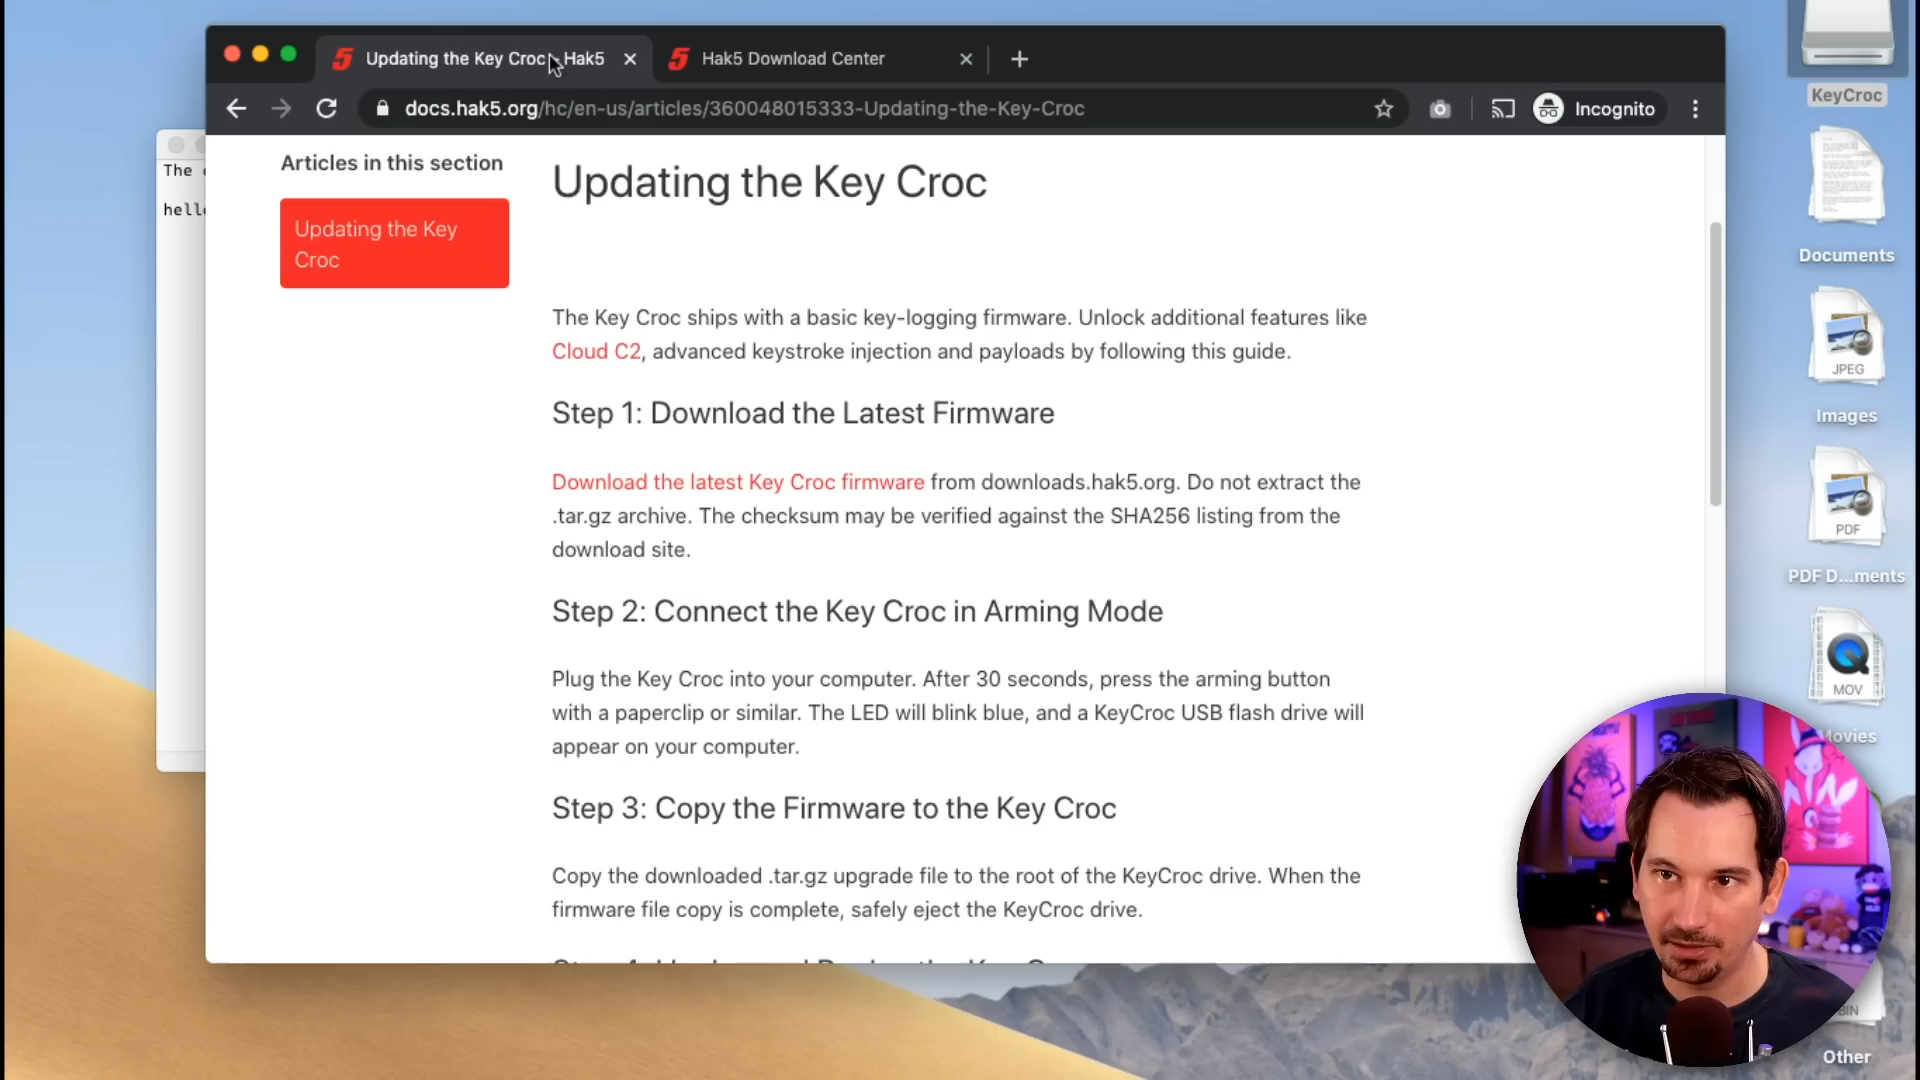 Updating the Key Croc
Hak5
Hak5 Download Center
docs.hak5.org/hc/en-us/articles/360048015333-Updating-the-Key-Croc
Incognito
KeyCroc
The
Articles in this section
Updating the Key
Croc
Updating the Key Croc
The Key Croc ships with a basic key-logging firmware. Unlock additional features like
Cloud C2, advanced keystroke injection and payloads by following this guide.
Step 1: Download the Latest Firmware
Download the latest Key Croc firmware from downloads.hak5.org. Do not extract the
.tar.gz archive. The checksum may be verified against the SHA256 listing from the
download site.
Step 2: Connect the Key Croc in Arming Mode
Plug the Key Croc into your computer. After 30 seconds, press the arming button
with a paperclip or similar. The LED will blink blue, and a KeyCroc USB flash drive will
appear on your computer.
Step 3: Copy the Firmware to the Key Croc
Copy the downloaded .tar.gz upgrade file to the root of the KeyCroc drive. When the
firmware file copy is complete, safely eject the KeyCroc drive.
Documents
JPEG
Images
PDF
PDF D...ments
MOV
Movies
BIN
Other